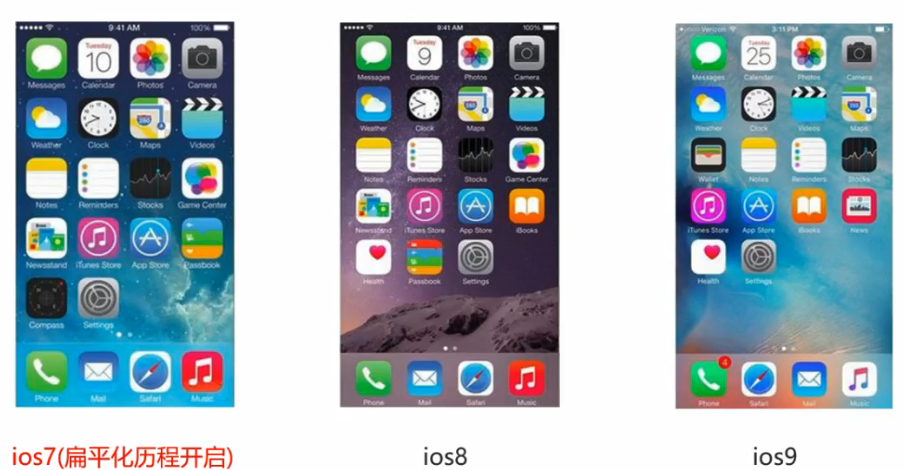 9:41 AM 100%
Tuesday
10
Messages Calendar Photos Camera
280
Weather Clock Maps Videos
Notes Reminders Stocks Game Center
Newsstand iTunes Store App Store Passbook
Compass Settings
Phone Mail Safari Music
ios7(扁平化历程开启)
9:41 AM 100%
Tuesday
9
Messages Calendar Photos Camera
280
Weather Clock Maps Videos
Notes Reminders Stocks Game Center
Newsstand iTunes Store App Store iBooks
Health Passbook Settings
Phone Mail Safari Music
ios8
Verizon 3:11 PM
Tuesday
25
Messages Calendar Photos Camera
280
Weather Clock Videos Maps
Wallet Notes Reminders Stocks
iTunes Store App Store iBooks News
Health Settings
4
Phone Safari Mail Music
ios9